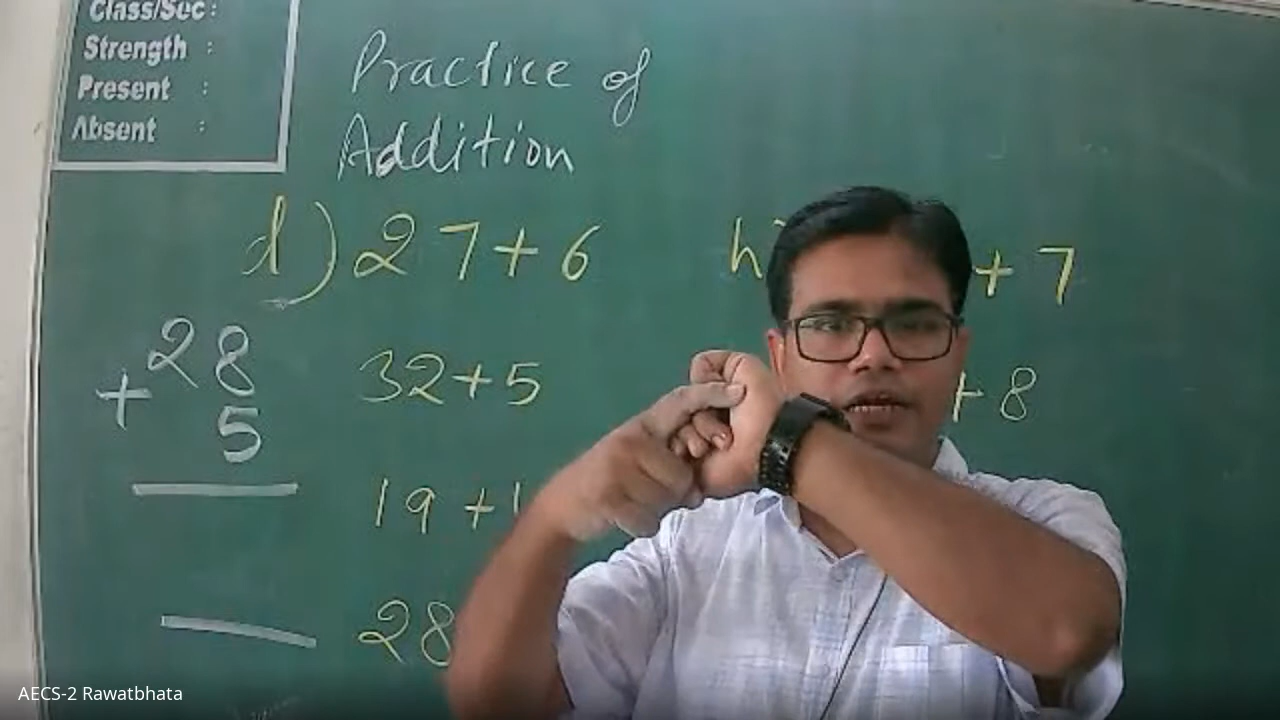 Class/Sec :
Strength :
Present :
Absent :
Practice of
Addition
d) 27+6
h) + 7
28
+ 5
32+5
+ 8
19 +1
28
AECS-2 Rawatbhata